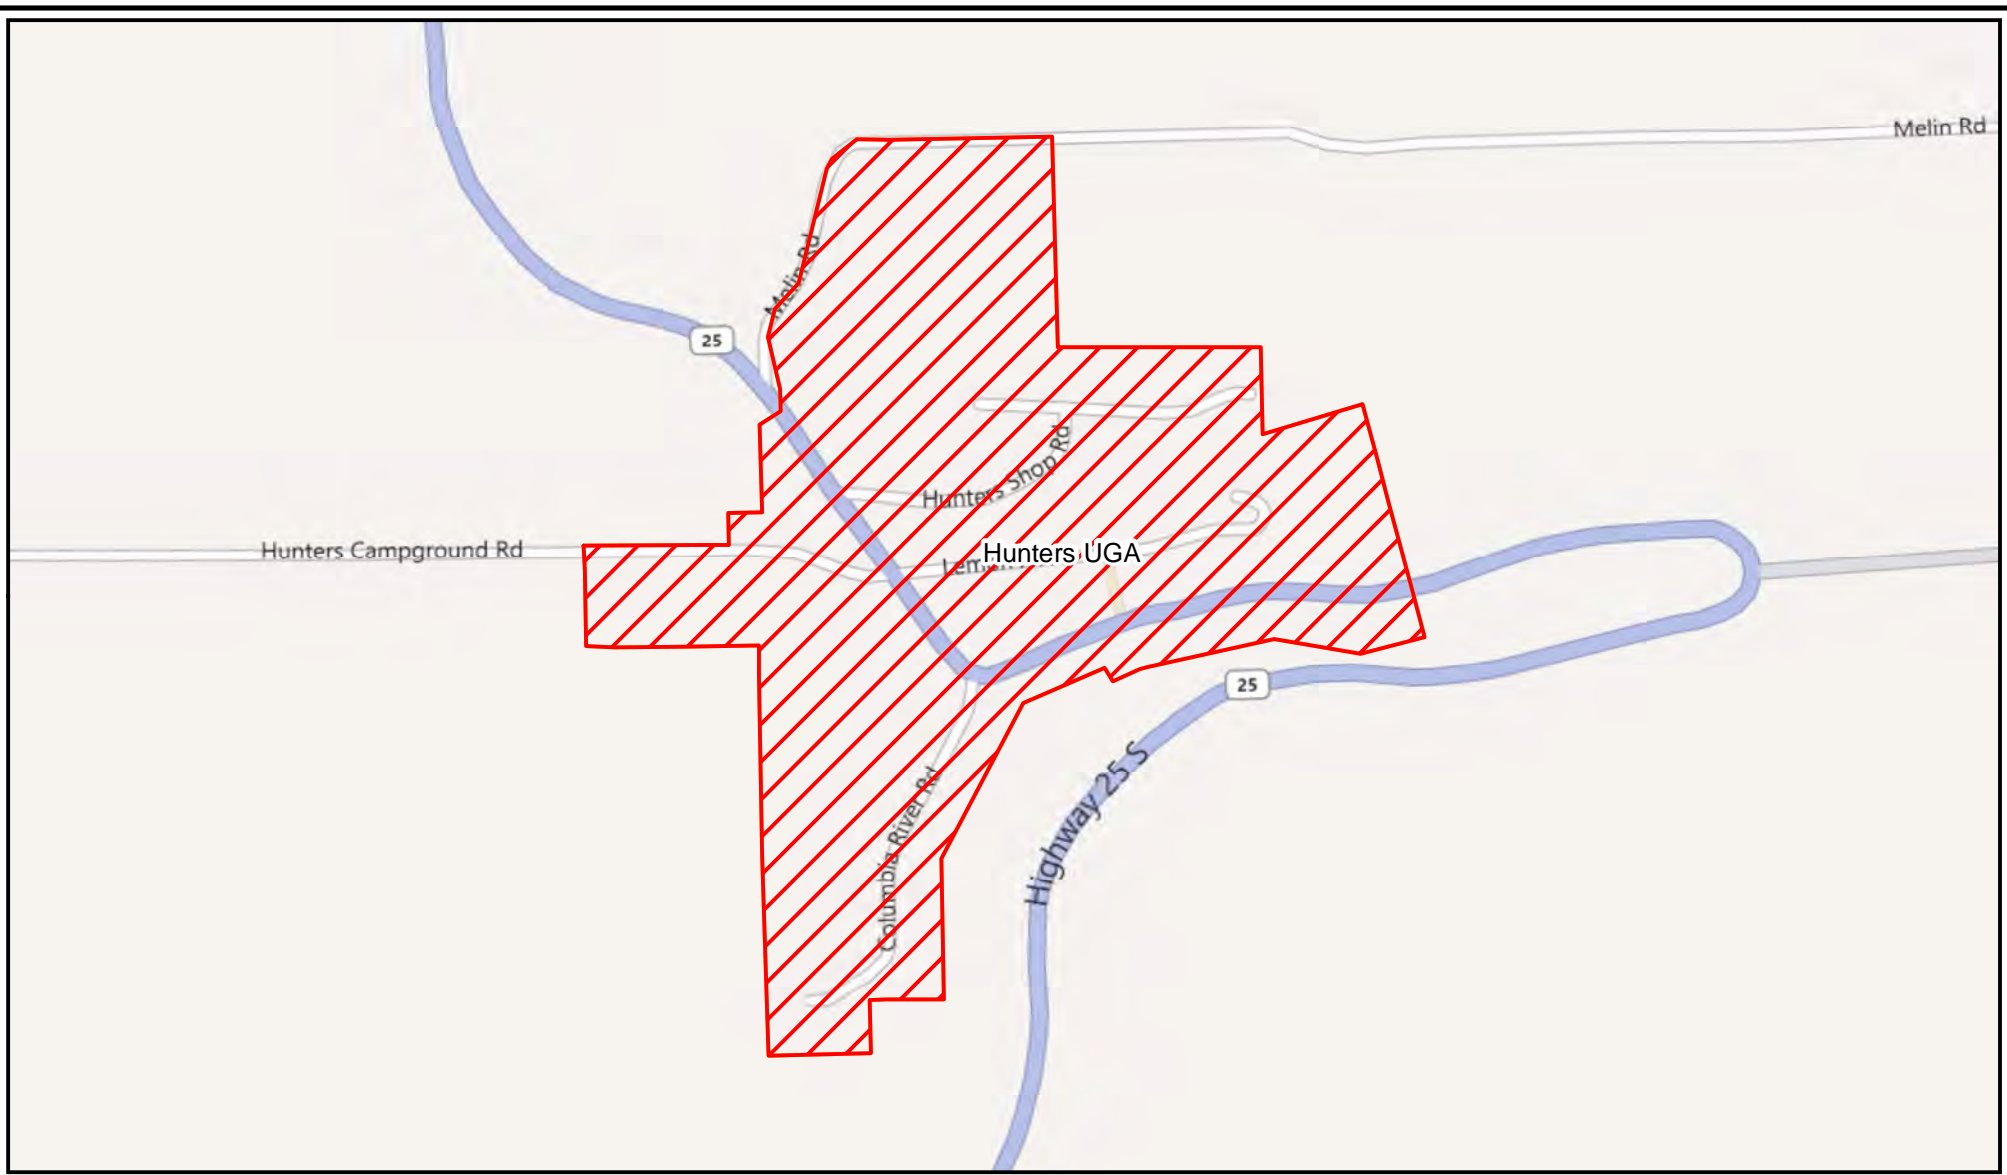 Melin Rd
Melin Rd
25
Hunters Shop Rd
Hunters Campground Rd
Hunters UGA
25
Highway 25 S
Columbia River Rd